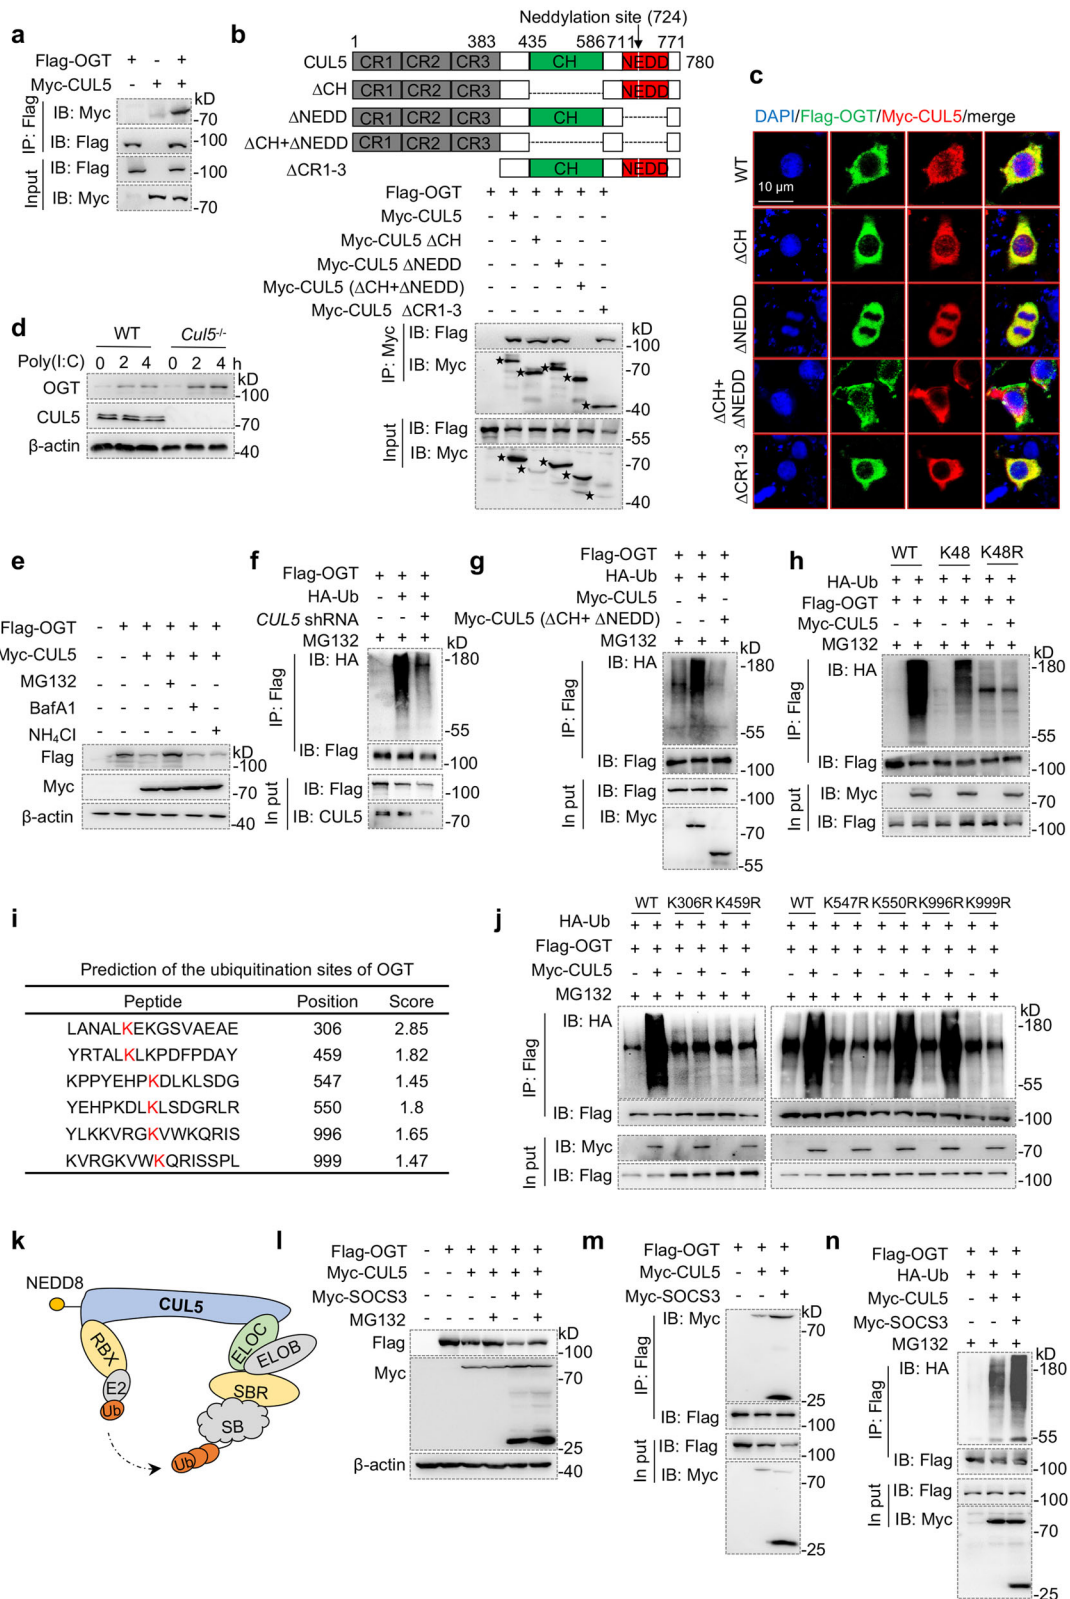 a
Flag-OGT + - +
Myc-CUL5 - + +
kD
IP: Flag
IB: Myc
-70
IB: Flag
-100
Input
IB: Flag
-100
IB: Myc
-70
b
Neddylation site (724)
1 383 435 586 711 771
CUL5 CR1 CR2 CR3 CH NEDD 780
ΔCH CR1 CR2 CR3 NEDD
ΔNEDD CR1 CR2 CR3 CH
ΔCH+ΔNEDD CR1 CR2 CR3
ΔCR1-3 CH NEDD
Flag-OGT + + + + + +
Myc-CUL5 - + - - - -
Myc-CUL5 ΔCH - - + - - -
Myc-CUL5 ΔNEDD - - - + - -
Myc-CUL5 (ΔCH+ΔNEDD) - - - - + -
Myc-CUL5 ΔCR1-3 - - - - - +
kD
IP: Myc
IB: Flag
-100
IB: Myc
-70
-40
Input
IB: Flag
-55
IB: Myc
-70
-40
c
DAPI/Flag-OGT/Myc-CUL5/merge
WT
10 μm
ΔCH
ΔNEDD
ΔCH+
ΔNEDD
ΔCR1-3
d
WT Cul5-/-
Poly(I:C) 0 2 4 0 2 4 h
kD
OGT
-100
CUL5
-70
β-actin
-40
e
Flag-OGT - + + + + +
Myc-CUL5 - - + + + +
MG132 - - - + - -
BafA1 - - - - + -
NH4Cl - - - - - +
kD
Flag
-100
Myc
-70
β-actin
-40
f
Flag-OGT + + +
HA-Ub - + +
CUL5 shRNA - - +
MG132 + + +
kD
IP: Flag
IB: HA
-180
-55
IB: Flag
-100
In put
IB: Flag
-100
IB: CUL5
-70
g
Flag-OGT + + +
HA-Ub + + +
Myc-CUL5 - + -
Myc-CUL5 (ΔCH+ ΔNEDD) - - +
MG132 + + +
kD
IP: Flag
IB: HA
-180
-55
IB: Flag
-100
In put
IB: Flag
-100
IB: Myc
-70
-55
h
WT K48 K48R
HA-Ub + + + + + +
Flag-OGT + + + + + +
Myc-CUL5 - + - + - +
MG132 + + + + + +
kD
IP: Flag
IB: HA
-180
-55
IB: Flag
-100
In put
IB: Myc
-70
IB: Flag
-100
i
Prediction of the ubiquitination sites of OGT
Peptide Position Score
LANALKEKGSVAEAE 306 2.85
YRTALKLKPDFPDAY 459 1.82
KPPYEHPKDLKLSDG 547 1.45
YEHPKDLKLSDGRLR 550 1.8
YLKKVRGKVWKQRIS 996 1.65
KVRGKVWKQRISSPL 999 1.47
j
WT K306R K459R WT K547R K550R K996R K999R
HA-Ub + + + + + + + + + + + + + + + +
Flag-OGT + + + + + + + + + + + + + + + +
Myc-CUL5 - + - + - + - + - + - + - + - +
MG132 + + + + + + + + + + + + + + + +
kD
IP: Flag
IB: HA
-180
-55
IB: Flag
-100
In put
IB: Myc
-70
IB: Flag
-100
k
NEDD8
CUL5
RBX
ELOC
ELOB
E2
SBR
Ub
SB
Ub
l
Flag-OGT - + + + + +
Myc-CUL5 - - + + + +
Myc-SOCS3 - - - - + +
MG132 - - - + - +
kD
Flag
-100
Myc
-70
-25
β-actin
-40
m
Flag-OGT + + +
Myc-CUL5 - + +
Myc-SOCS3 - - +
kD
IP: Flag
IB: Myc
-70
-25
IB: Flag
-100
Input
IB: Flag
-100
IB: Myc
-70
-25
n
Flag-OGT + + +
HA-Ub + + +
Myc-CUL5 - + +
Myc-SOCS3 - - +
MG132 + + +
kD
IP: Flag
IB: HA
-180
-55
IB: Flag
-100
In put
IB: Flag
-100
IB: Myc
-70
-25